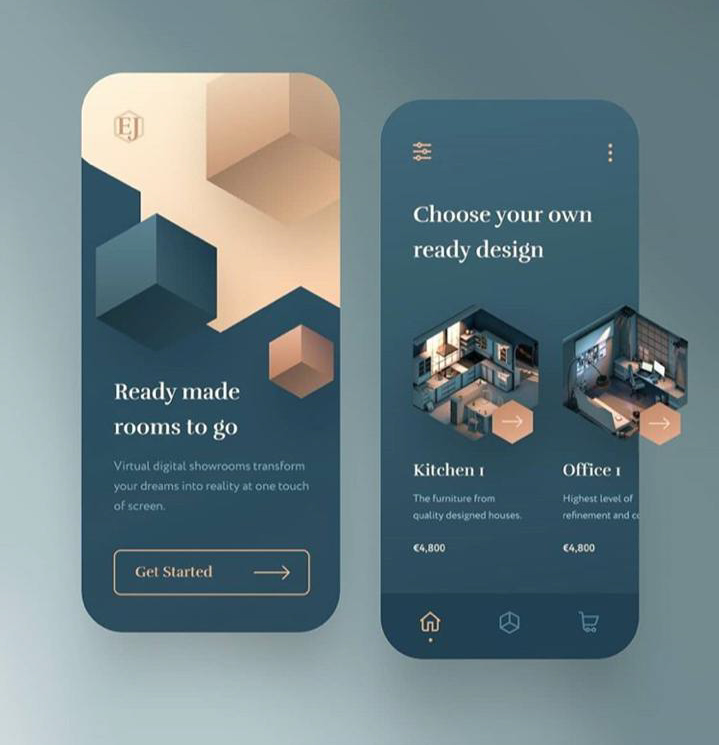 EJ
Ready made
rooms to go
Virtual digital showrooms transform
your dreams into reality at one touch
of screen.
Get Started
Choose your own
ready design
Kitchen 1
The furniture from
quality designed houses.
€4,800
Office 1
Highest level of
refinement and
€4,800